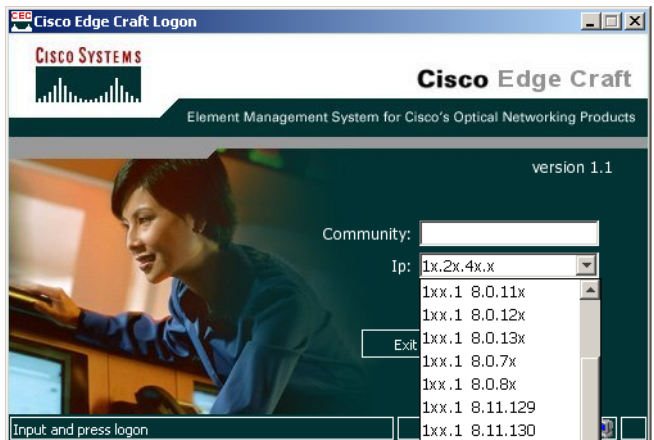 CEC Cisco Edge Craft Logon
CISCO SYSTEMS
Cisco Edge Craft
Element Management System for Cisco's Optical Networking Products
version 1.1
Community:
Ip: 1x.2x.4x.x
1xx.1 8.0.11x
1xx.1 8.0.12x
1xx.1 8.0.13x
Exit
1xx.1 8.0.7x
1xx.1 8.0.8x
1xx.1 8.11.129
1xx.1 8.11.130
Input and press logon